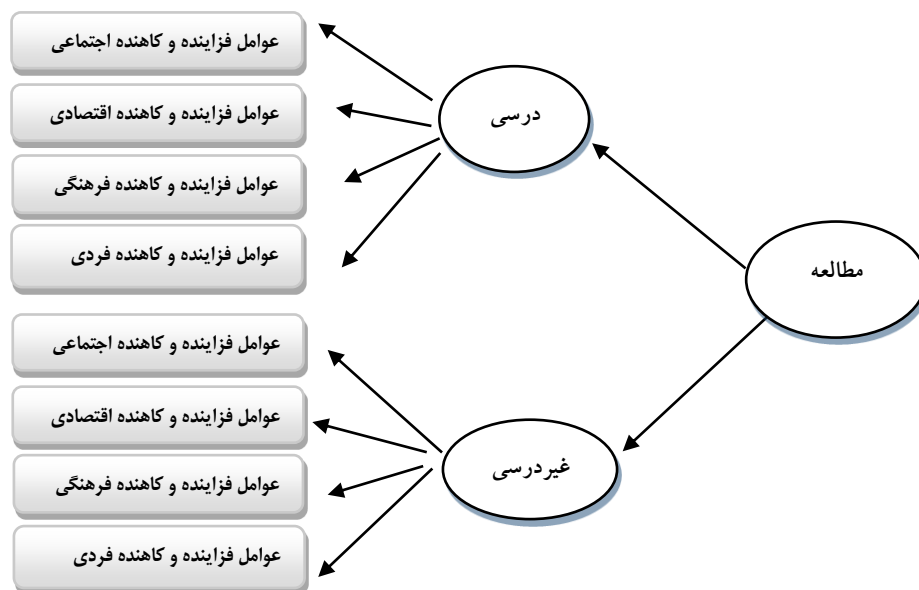 مطالعه
درسی
عوامل فزاینده و کاهنده اجتماعی
عوامل فزاینده و کاهنده اقتصادی
عوامل فزاینده و کاهنده فرهنگی
عوامل فزاینده و کاهنده فردی
غیردرسی
عوامل فزاینده و کاهنده اجتماعی
عوامل فزاینده و کاهنده اقتصادی
عوامل فزاینده و کاهنده فرهنگی
عوامل فزاینده و کاهنده فردی